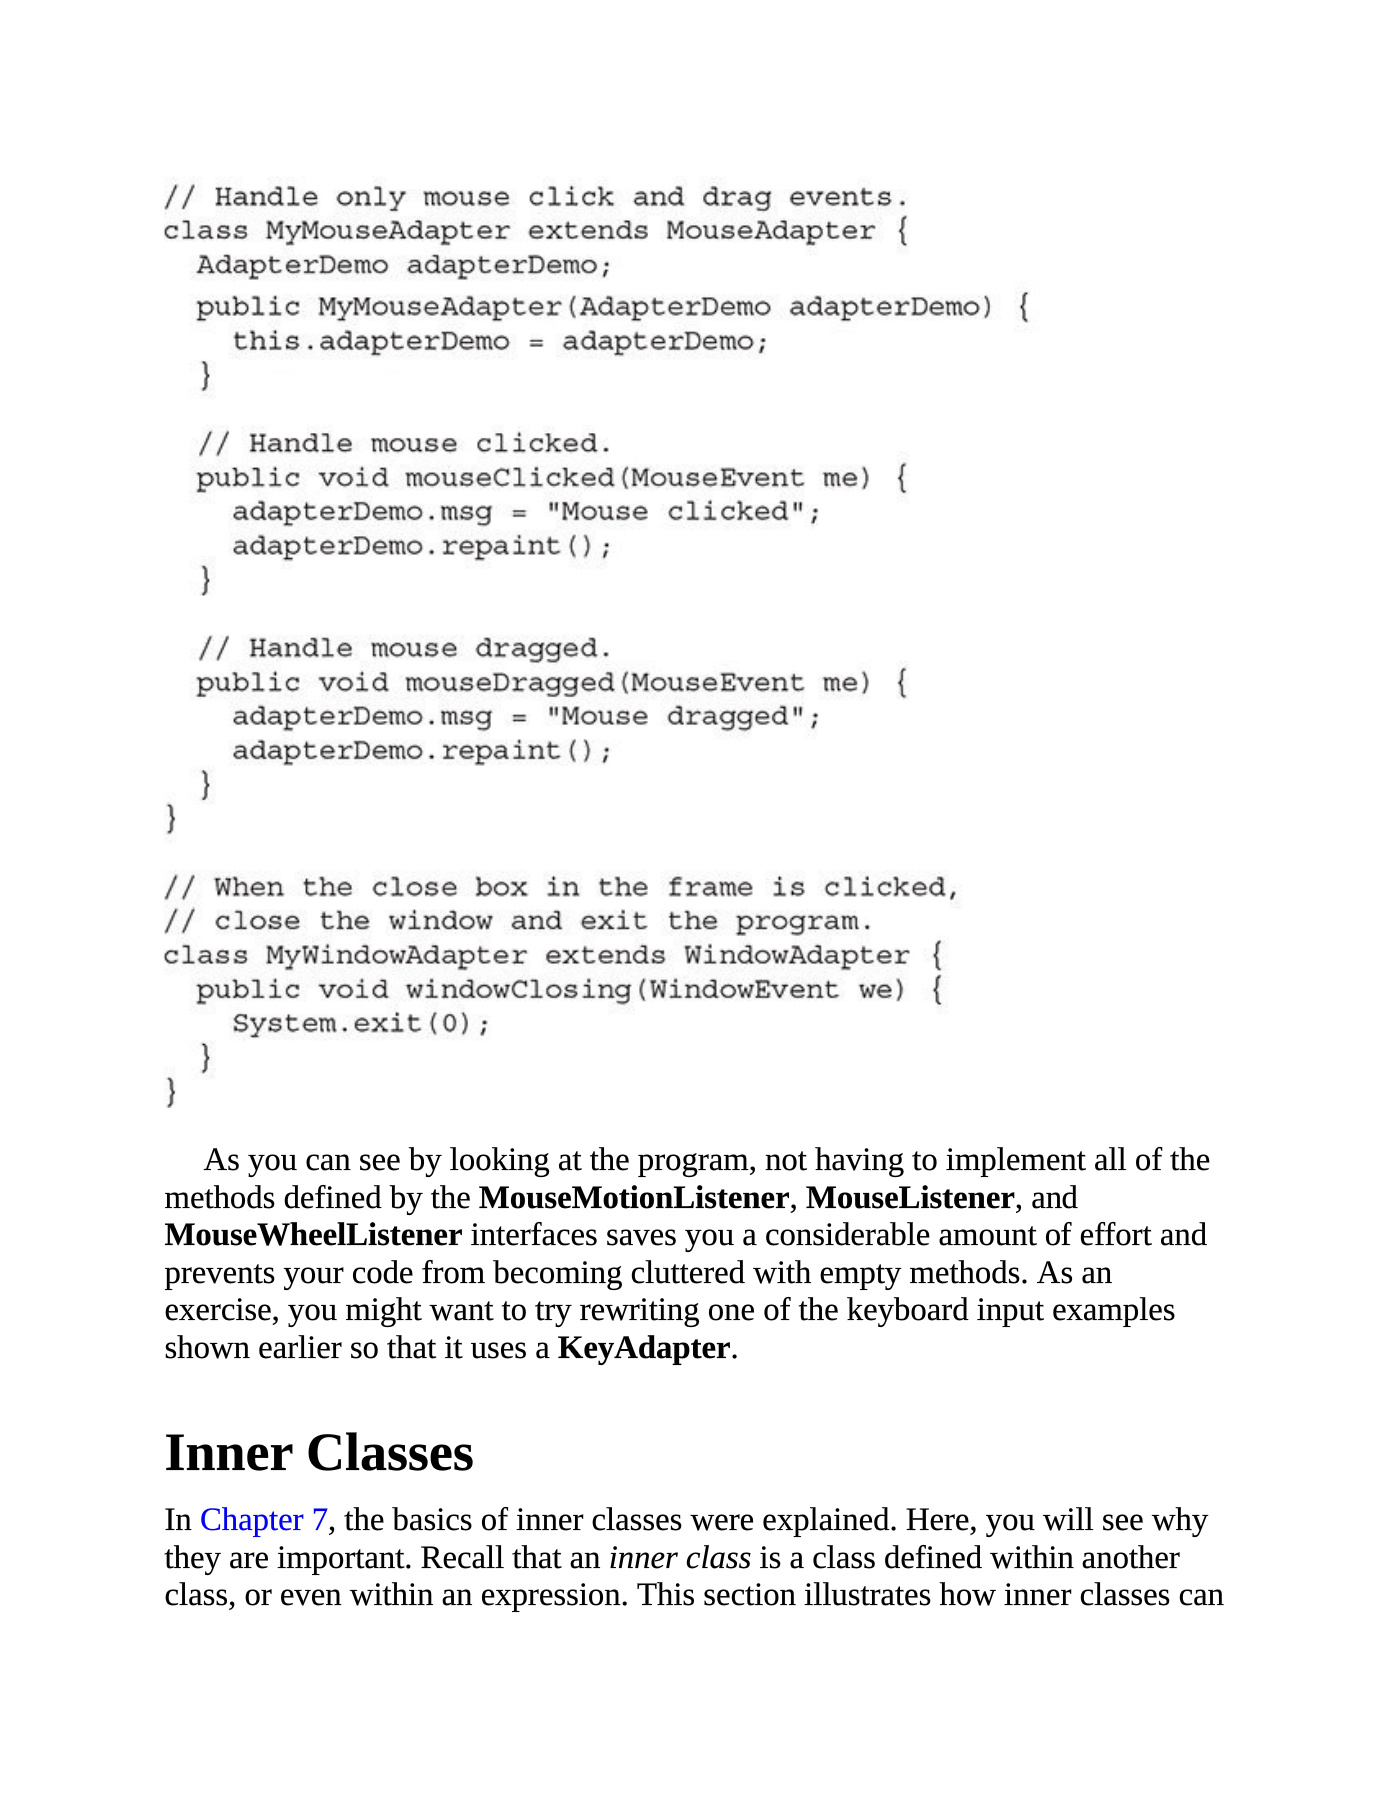 // Handle only mouse click and drag events.
class MyMouseAdapter extends MouseAdapter {
  AdapterDemo adapterDemo;
  public MyMouseAdapter(AdapterDemo adapterDemo) {
    this.adapterDemo = adapterDemo;
  }
  // Handle mouse clicked.
  public void mouseClicked(MouseEvent me) {
    adapterDemo.msg = "Mouse clicked";
    adapterDemo.repaint();
  }
  // Handle mouse dragged.
  public void mouseDragged(MouseEvent me) {
    adapterDemo.msg = "Mouse dragged";
    adapterDemo.repaint();
  }
}
// When the close box in the frame is clicked,
// close the window and exit the program.
class MyWindowAdapter extends WindowAdapter {
  public void windowClosing(WindowEvent we) {
    System.exit(0);
  }
}
As you can see by looking at the program, not having to implement all of the
methods defined by the MouseMotionListener, MouseListener, and
MouseWheelListener interfaces saves you a considerable amount of effort and
prevents your code from becoming cluttered with empty methods. As an
exercise, you might want to try rewriting one of the keyboard input examples
shown earlier so that it uses a KeyAdapter.
Inner Classes
In Chapter 7, the basics of inner classes were explained. Here, you will see why
they are important. Recall that an inner class is a class defined within another
class, or even within an expression. This section illustrates how inner classes can